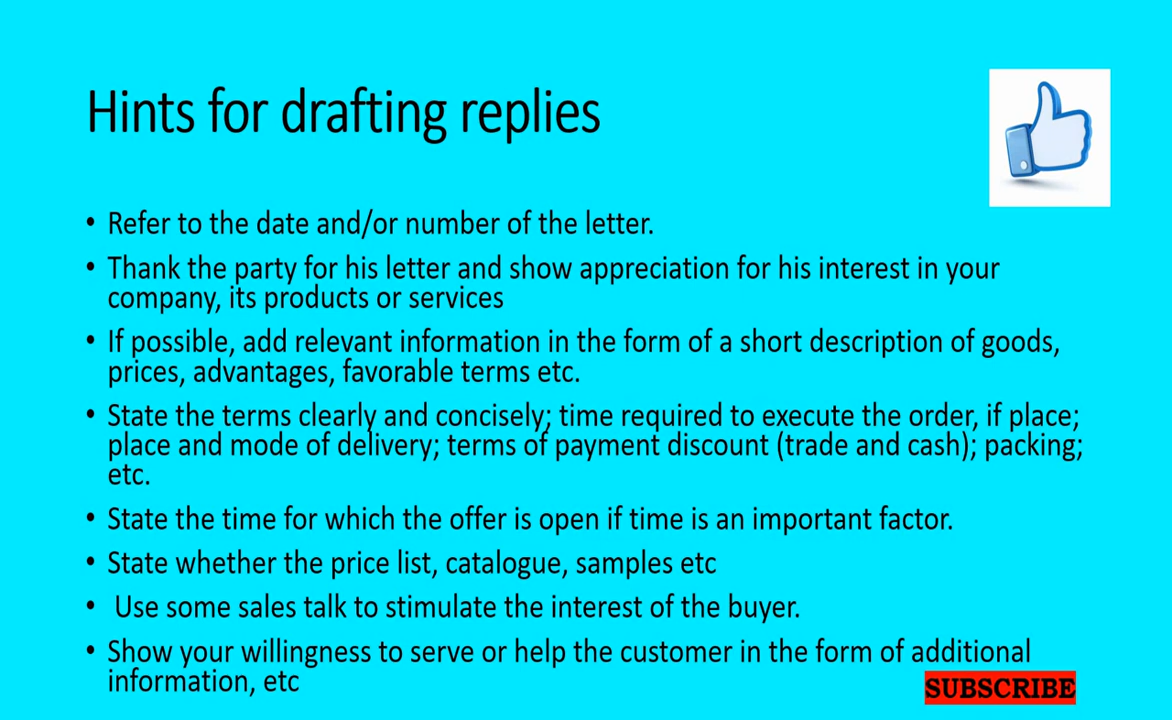 Hints for drafting replies
• Refer to the date and/or number of the letter.
• Thank the party for his letter and show appreciation for his interest in your
company, its products or services
• If possible, add relevant information in the form of a short description of goods,
prices, advantages, favorable terms etc.
• State the terms clearly and concisely; time required to execute the order, if place;
place and mode of delivery; terms of payment discount (trade and cash); packing;
etc.
• State the time for which the offer is open if time is an important factor.
• State whether the price list, catalogue, samples etc
• Use some sales talk to stimulate the interest of the buyer.
• Show your willingness to serve or help the customer in the form of additional
information, etc
SUBSCRIBE